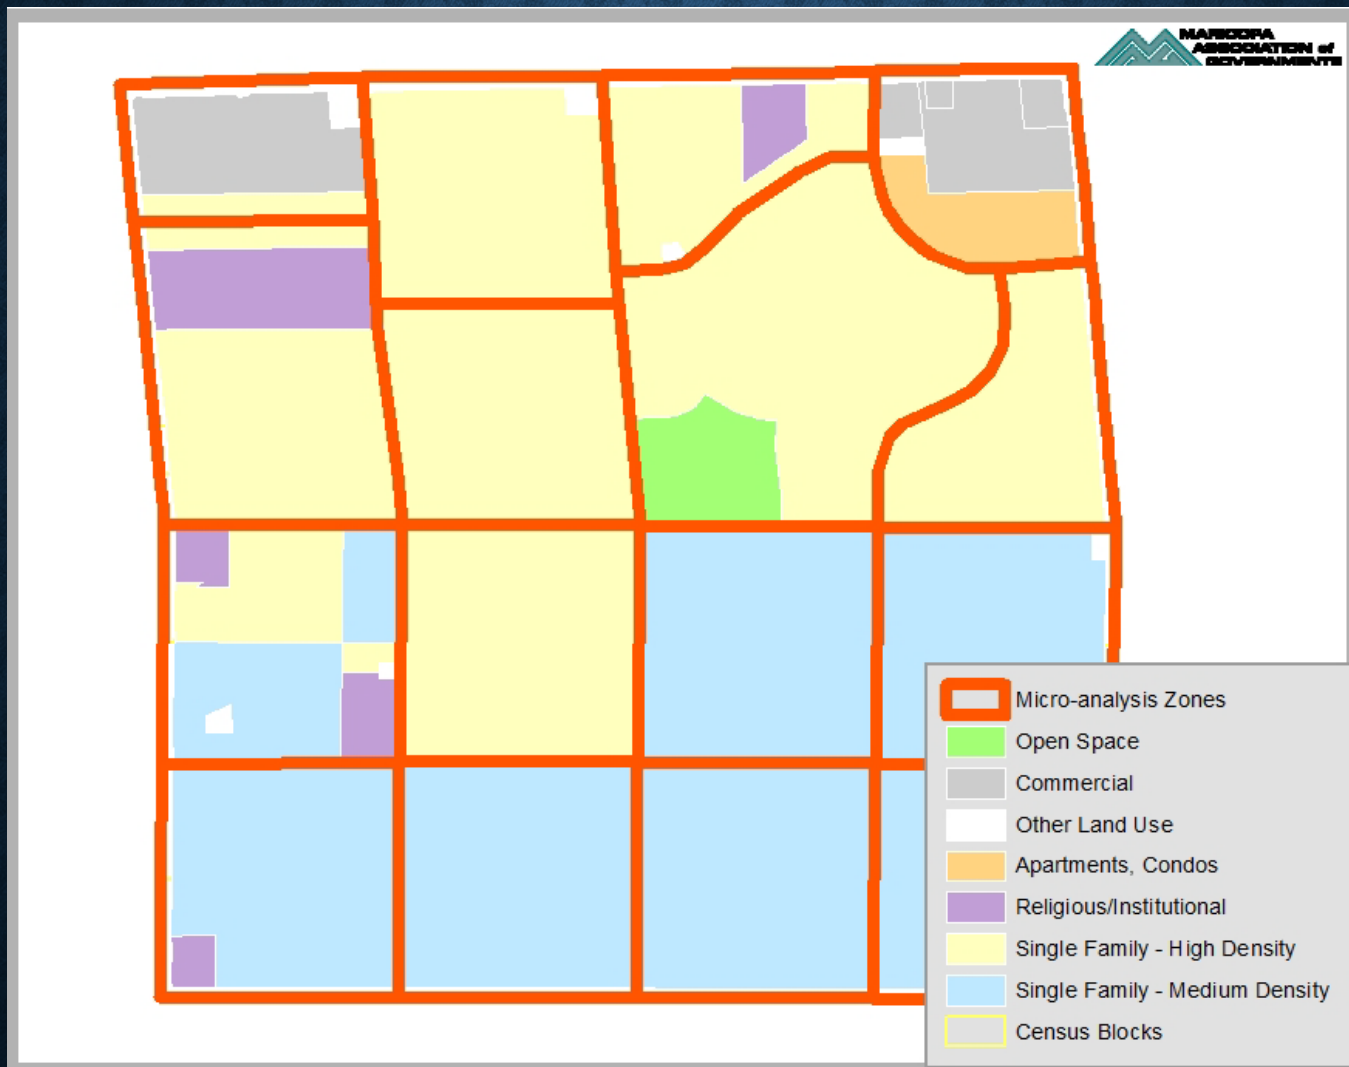 MARICOPA
ASSOCIATION of
GOVERNMENTS
Micro-analysis Zones
Open Space
Commercial
Other Land Use
Apartments, Condos
Religious/Institutional
Single Family - High Density
Single Family - Medium Density
Census Blocks